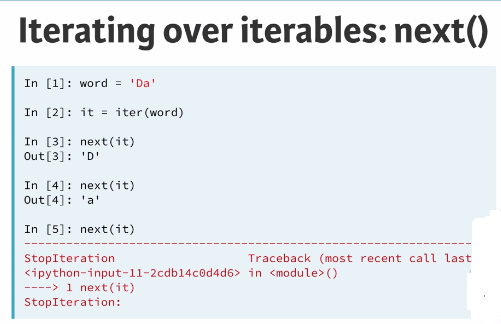 Iterating over iterables: next()
In [1]: word = 'Da'
In [2]: it = iter(word)
In [3]: next(it)
Out[3]: 'D'
In [4]: next(it)
Out[4]: 'a'
In [5]: next(it)
---------------------------------------------------------------------------
StopIteration Traceback (most recent call last
<ipython-input-11-2cdb14c0d4d6> in <module>()
----> 1 next(it)
StopIteration: